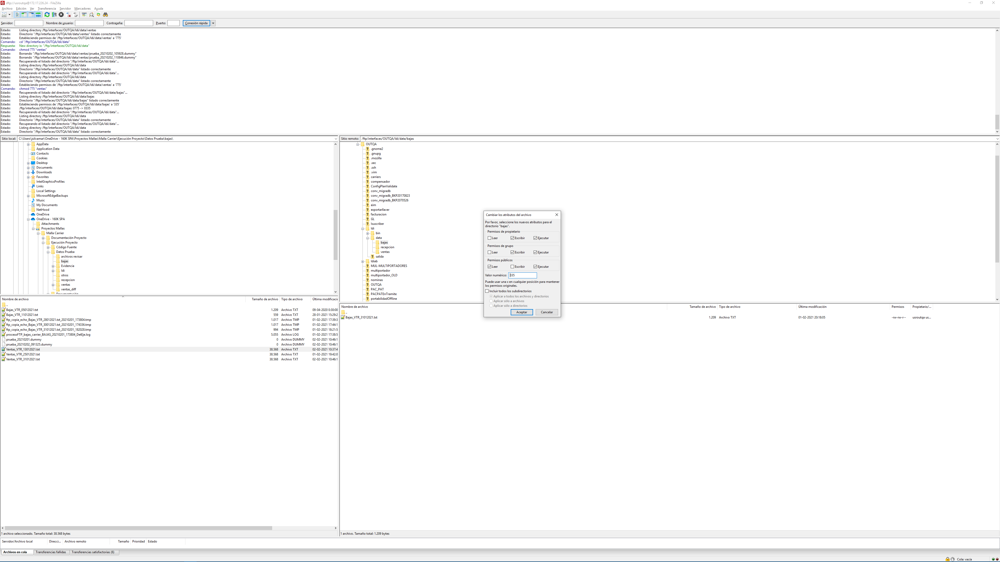 sftp://usroutqa@172.17.226.24 - FileZilla
Archivo Edición Ver Transferencia Servidor Marcadores Ayuda
Servidor: Nombre de usuario: Contraseña: Puerto: Conexión rápida
Estado: Listing directory /ftp/interfaces/OUTQA/ldi/data/ventas
Estado: Directorio "/ftp/interfaces/OUTQA/ldi/data/ventas" listado correctamente
Estado: Estableciendo permisos de '/ftp/interfaces/OUTQA/ldi/data/ventas' a '775'
Comando: cd "/ftp/interfaces/OUTQA/ldi/data"
Respuesta: New directory is: "/ftp/interfaces/OUTQA/ldi/data"
Comando: chmod 775 "ventas"
Estado: Borrando "/ftp/interfaces/OUTQA/ldi/data/ventas/prueba_20210202_105928.dummy"
Estado: Borrando "/ftp/interfaces/OUTQA/ldi/data/ventas/prueba_20210202_110846.dummy"
Estado: Recuperando el listado del directorio "/ftp/interfaces/OUTQA/ldi/data"...
Estado: Listing directory /ftp/interfaces/OUTQA/ldi/data
Estado: Directorio "/ftp/interfaces/OUTQA/ldi/data" listado correctamente
Estado: Recuperando el listado del directorio "/ftp/interfaces/OUTQA/ldi/data"...
Estado: Listing directory /ftp/interfaces/OUTQA/ldi/data
Estado: Directorio "/ftp/interfaces/OUTQA/ldi/data" listado correctamente
Estado: Estableciendo permisos de '/ftp/interfaces/OUTQA/ldi/data/ventas' a '775'
Comando: chmod 775 "ventas"
Estado: Recuperando el listado del directorio "/ftp/interfaces/OUTQA/ldi/data/bajas"...
Estado: Listing directory /ftp/interfaces/OUTQA/ldi/data/bajas
Estado: Directorio "/ftp/interfaces/OUTQA/ldi/data/bajas" listado correctamente
Estado: Estableciendo permisos de '/ftp/interfaces/OUTQA/ldi/data/bajas' a '335'
Estado: /ftp/interfaces/OUTQA/ldi/data/bajas: 0775 -> 0335
Estado: Recuperando el listado del directorio "/ftp/interfaces/OUTQA/ldi/data"...
Estado: Listing directory /ftp/interfaces/OUTQA/ldi/data
Estado: Directorio "/ftp/interfaces/OUTQA/ldi/data" listado correctamente
Estado: Recuperando el listado del directorio "/ftp/interfaces/OUTQA/ldi/data"...
Estado: Listing directory /ftp/interfaces/OUTQA/ldi/data
Estado: Directorio "/ftp/interfaces/OUTQA/ldi/data" listado correctamente
Sitio local: C:\Users\jsilvamar\OneDrive - 160K SPA\Proyectos Mallas\Malla Carrier\Ejecución Proyecto\Datos Prueba\bajas\
AppData
Application Data
Contacts
Cookies
Desktop
Documents
Downloads
Favorites
IntelGraphicsProfiles
Links
Local Settings
MicrosoftEdgeBackups
Music
My Documents
NetHood
OneDrive
OneDrive - 160K SPA
Attachments
Proyectos Mallas
Malla Carrier
Documentación Proyecto
Ejecución Proyecto
Código Fuente
Datos Prueba
archivos revisar
bajas
Evidencia
ldi
otros
recepcion
ventas
ventas_diff
Documentación
Nombre de archivo Tamaño de archivo Tipo de archivo Última modificaci
..
Bajas_VTR_05012021.txt 1.209 Archivo TXT 09-04-2020 0:30:00
Bajas_VTR_11012021.txt 559 Archivo TXT 28-01-2021 15:29:2
ftp_copia_echo_Bajas_VTR_28012021.txt_20210201_173804.tmp 1.017 Archivo TMP 01-02-2021 17:39:3
ftp_copia_echo_Bajas_VTR_30012021.txt_20210201_174336.tmp 1.017 Archivo TMP 01-02-2021 17:44:1
ftp_copia_echo_Bajas_VTR_31012021.txt_20210201_182028.tmp 994 Archivo TMP 01-02-2021 18:21:5
procesoFTP_bajas_carrier_BAJAS_20210201_173804_DetEje.log 5.055 Archivo LOG 01-02-2021 17:38:5
prueba_20210201.dummy 0 Archivo DUMMY 02-02-2021 10:46:1
prueba_20210202_091325.dummy 0 Archivo DUMMY 02-02-2021 10:46:1
Ventas_VTR_13012021.txt 38.568 Archivo TXT 02-02-2021 10:37:4
Ventas_VTR_25012021.txt 38.568 Archivo TXT 01-02-2021 19:42:0
Ventas_VTR_31012021.txt 38.568 Archivo TXT 02-02-2021 10:46:1
1 archivo seleccionado. Tamaño total: 38.568 bytes
Sitio remoto: /ftp/interfaces/OUTQA/ldi/data/bajas
OUTQA
.gnome2
.gnupg
.mozilla
.sec
.ssh
.vim
carriers
compensador
ConfigPlanValidate
conv_migradb
conv_migradb_BKP20170823
conv_migradb_BKP2070526
eim
exportarllaver
facturacion
GL
lsuscriber
ldi
bin
data
bajas
recepcion
ventas
salida
ldiab
MUL-MULTIPORTADORES
multiportador
multiportador_OLD
nominas
OUTQA
PAC_PAT
PACPATEnTramite
portabilidadOffline
Nombre de archivo Tamaño de archivo Tipo de archivo Última modificación Permisos Propietario/...
..
Bajas_VTR_31012021.txt 1.209 Archivo TXT 01-02-2021 20:18:05 -rw-rw-r-- usroutqa us...
1 archivo. Tamaño total: 1.209 bytes
Cambiar los atributos del archivo
Por favor, seleccione los nuevos atributos para el
directorio "bajas".
Permisos de propietario
Leer Escribir Ejecutar
Permisos de grupo
Leer Escribir Ejecutar
Permisos públicos
Leer Escribir Ejecutar
Valor numérico: 335
Puede usar una x en cualquier posición para mantener
los permisos originales.
Incluir todos los subdirectorios
Aplicar a todos los archivos y directorios
Aplicar sólo a archivos
Aplicar sólo a directorios
Aceptar Cancelar
Servidor/Archivo local Direcci... Archivo remoto Tamaño Prioridad Estado
Archivos en cola Transferencias fallidas Transferencias satisfactorias (6)
Cola: vacía